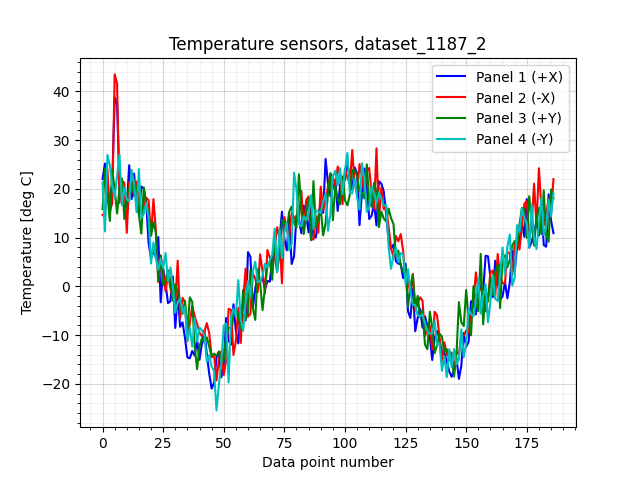 Temperature sensors, dataset_1187_2
Temperature [deg C]
40
30
20
10
0
−10
−20
Panel 1 (+X)
Panel 2 (-X)
Panel 3 (+Y)
Panel 4 (-Y)
0 25 50 75 100 125 150 175
Data point number